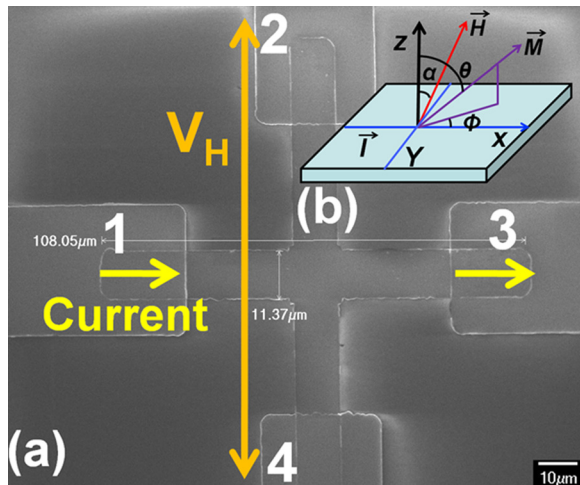 2
z
H
α
θ
M
Φ
I
Y
x
(b)
V_H
1
3
108.05µm
Current
11.37µm
(a)
4
10µm